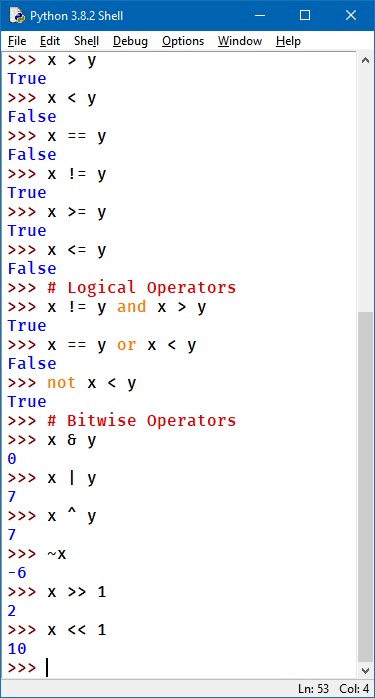 Python 3.8.2 Shell
File Edit Shell Debug Options Window Help
>>> x > y
True
>>> x < y
False
>>> x == y
False
>>> x != y
True
>>> x >= y
True
>>> x <= y
False
>>> # Logical Operators
>>> x != y and x > y
True
>>> x == y or x < y
False
>>> not x < y
True
>>> # Bitwise Operators
>>> x & y
0
>>> x | y
7
>>> x ^ y
7
>>> ~x
-6
>>> x >> 1
2
>>> x << 1
10
>>>
Ln: 53 Col: 4